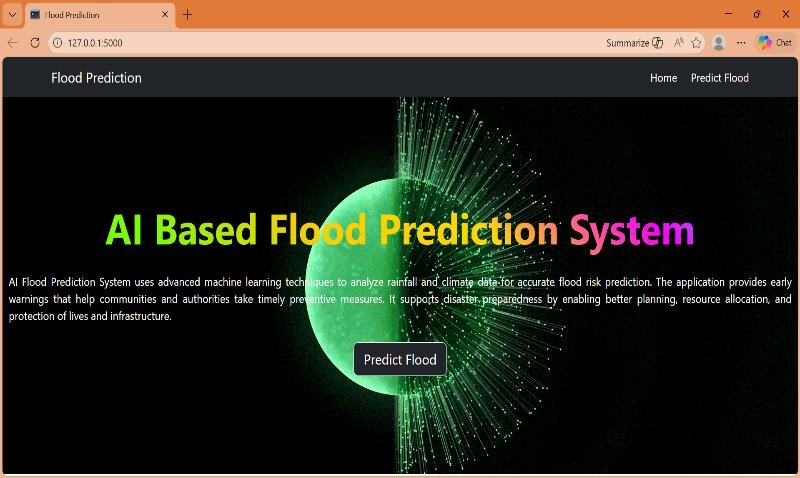 Flood Prediction
127.0.0.1:5000
Summarize
Chat
Flood Prediction
Home
Predict Flood
AI Based Flood Prediction System
AI Flood Prediction System uses advanced machine learning techniques to analyze rainfall and climate data for accurate flood risk prediction. The application provides early
warnings that help communities and authorities take timely preventive measures. It supports disaster preparedness by enabling better planning, resource allocation, and
protection of lives and infrastructure.
Predict Flood